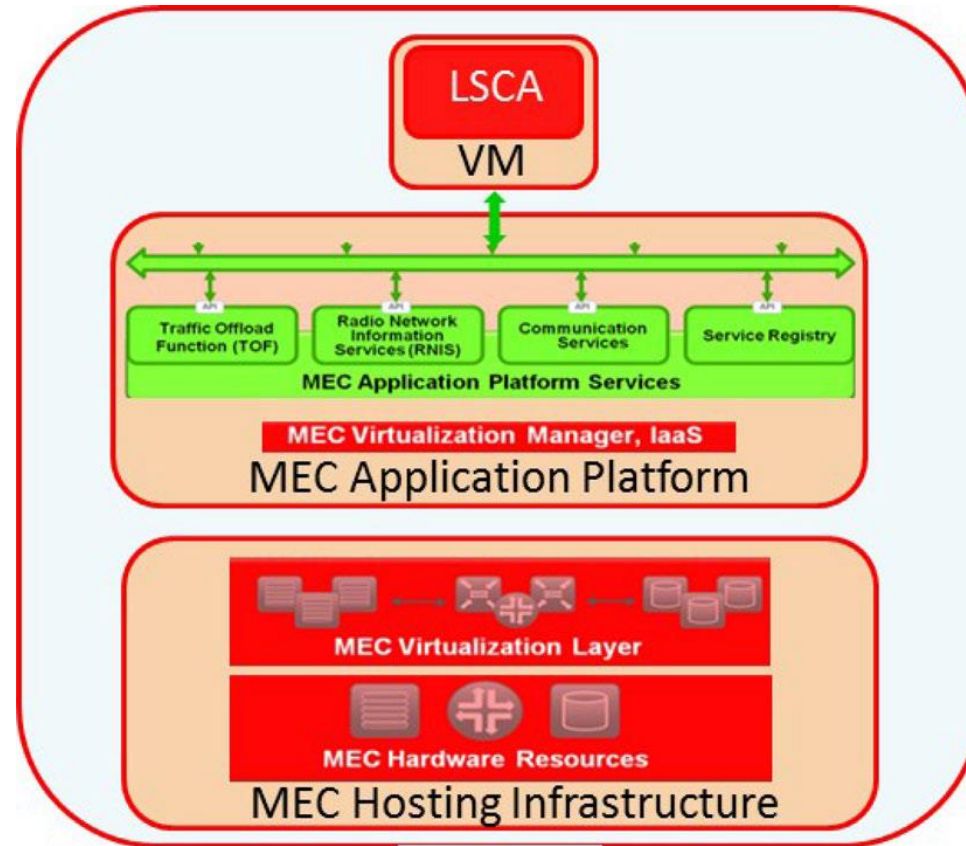 LSCA
VM
API
API
API
API
Traffic Offload
Function (TOF)
Radio Network
Information
Services (RNIS)
Communication
Services
Service Registry
MEC Application Platform Services
MEC Virtualization Manager, IaaS
MEC Application Platform
MEC Virtualization Layer
MEC Hardware Resources
MEC Hosting Infrastructure